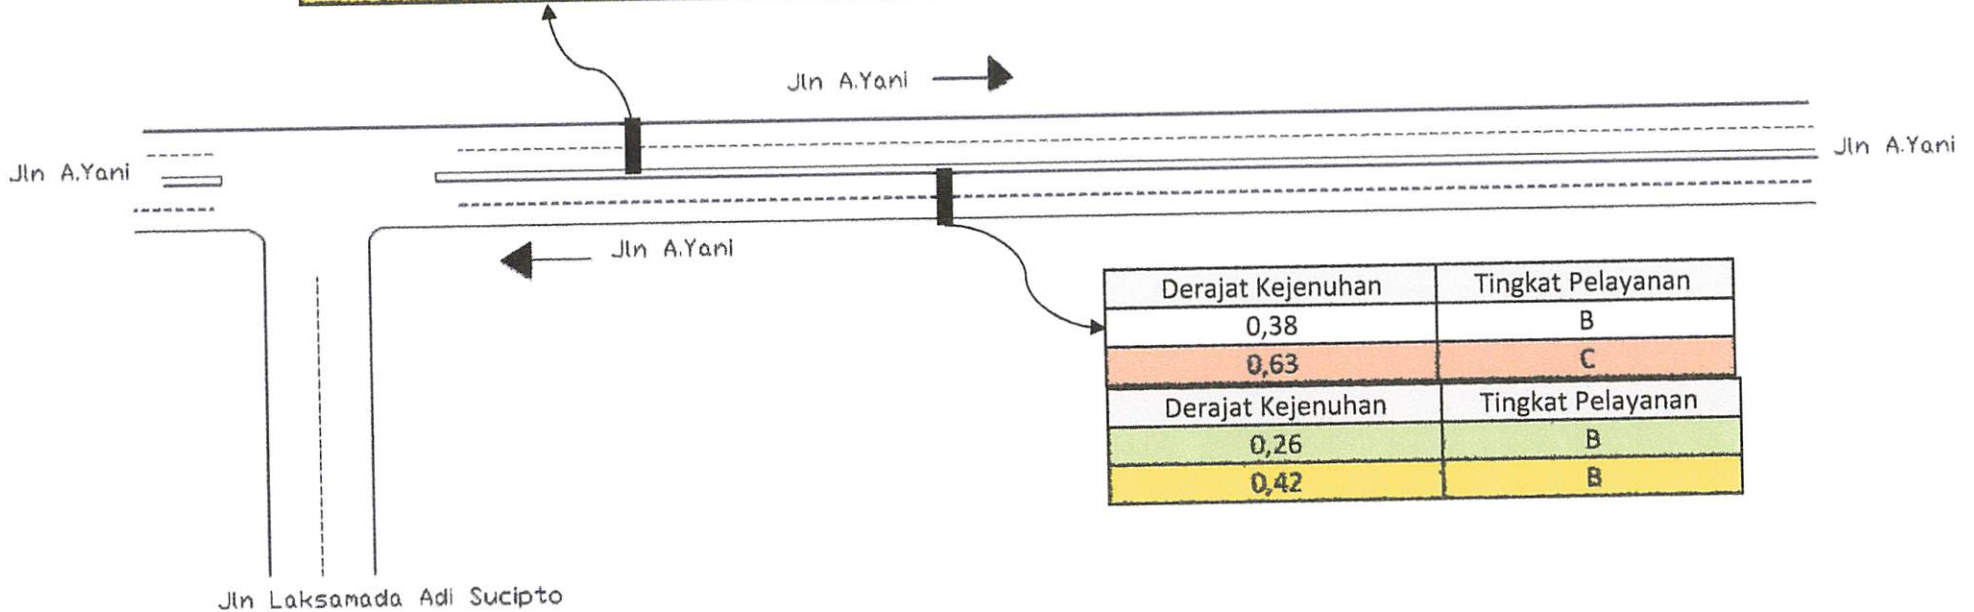 Jln A.Yani
Jln A.Yani
Jln A.Yani
Jln A.Yani
Derajat Kejenuhan Tingkat Pelayanan
0,38 B
0,63 C
Derajat Kejenuhan Tingkat Pelayanan
0,26 B
0,42 B
Jln Laksamada Adi Sucipto